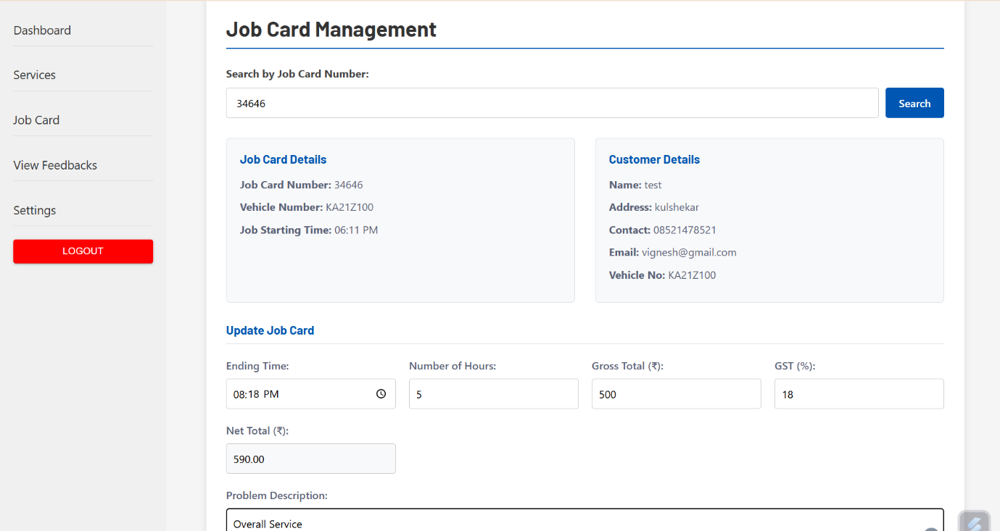 Dashboard
Services
Job Card
View Feedbacks
Settings
LOGOUT
Job Card Management
Search by Job Card Number:
34646
Search
Job Card Details
Job Card Number: 34646
Vehicle Number: KA21Z100
Job Starting Time: 06:11 PM
Customer Details
Name: test
Address: kulshekar
Contact: 08521478521
Email: vignesh@gmail.com
Vehicle No: KA21Z100
Update Job Card
Ending Time:
08:18 PM
Number of Hours:
5
Gross Total (₹):
500
GST (%):
18
Net Total (₹):
590.00
Problem Description:
Overall Service